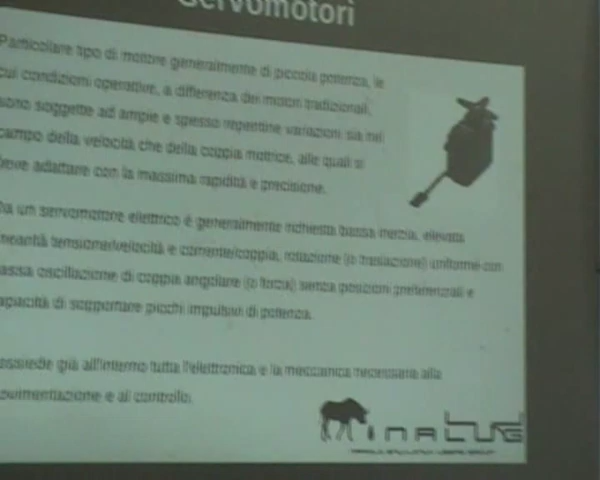 Servomotori
Particolare tipo di motore generalmente di piccola potenza, le
cui condizioni operative, a differenza dei motori tradizionali,
sono soggette ad ampie e spesso repentine variazioni sia nel
campo della velocità che della coppia motrice, alle quali si
deve adattare con la massima rapidità e precisione.
Da un servomotore elettrico è generalmente richiesta bassa inerzia, elevata
linearità tensione/velocità e corrente/coppia, rotazione (o traslazione) uniforme con
bassa oscillazione di coppia angolare (o forza) senza posizioni preferenziali e
capacità di sopportare picchi impulsivi di potenza.
Possiede già all'interno tutta l'elettronica e la meccanica necessarie alla
movimentazione e al controllo.